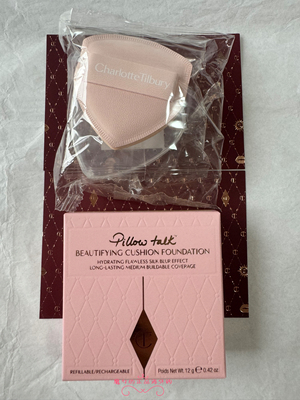 Charlotte Tilbury
Pillow talk
BEAUTIFYING CUSHION FOUNDATION
HYDRATING FLAWLESS SILK BLUR EFFECT
LONG-LASTING MEDIUM BUILDABLE COVERAGE
REFILLABLE/RECHARGEABLE
Poids Net Wt. 12 g ℮ 0.42 oz